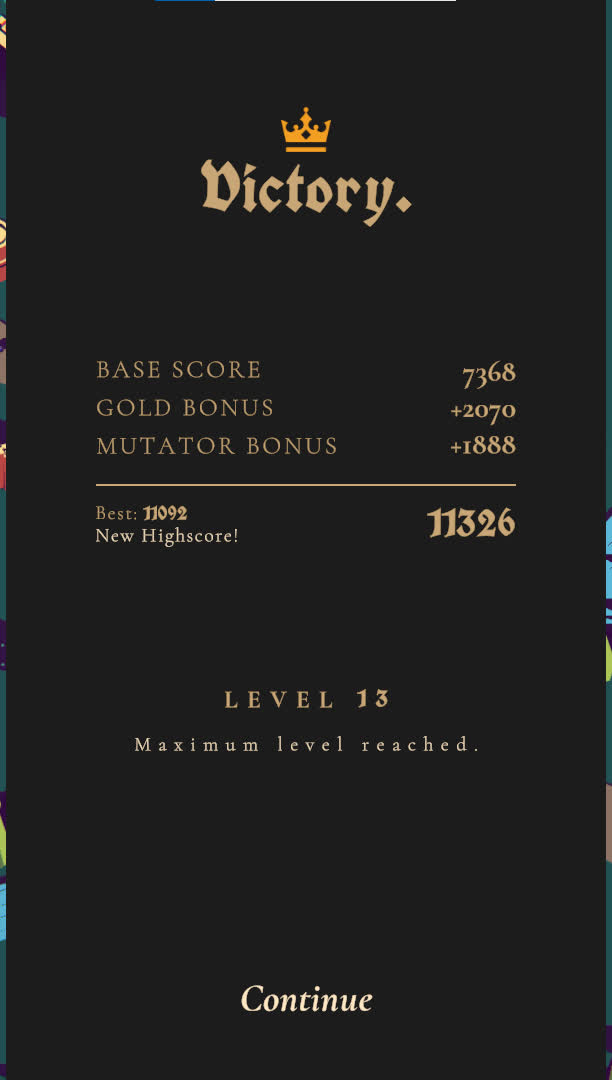 Victory.
BASE SCORE 7368
GOLD BONUS +2070
MUTATOR BONUS +1888
Best: 11092
New Highscore!
11326
LEVEL 13
Maximum level reached.
Continue